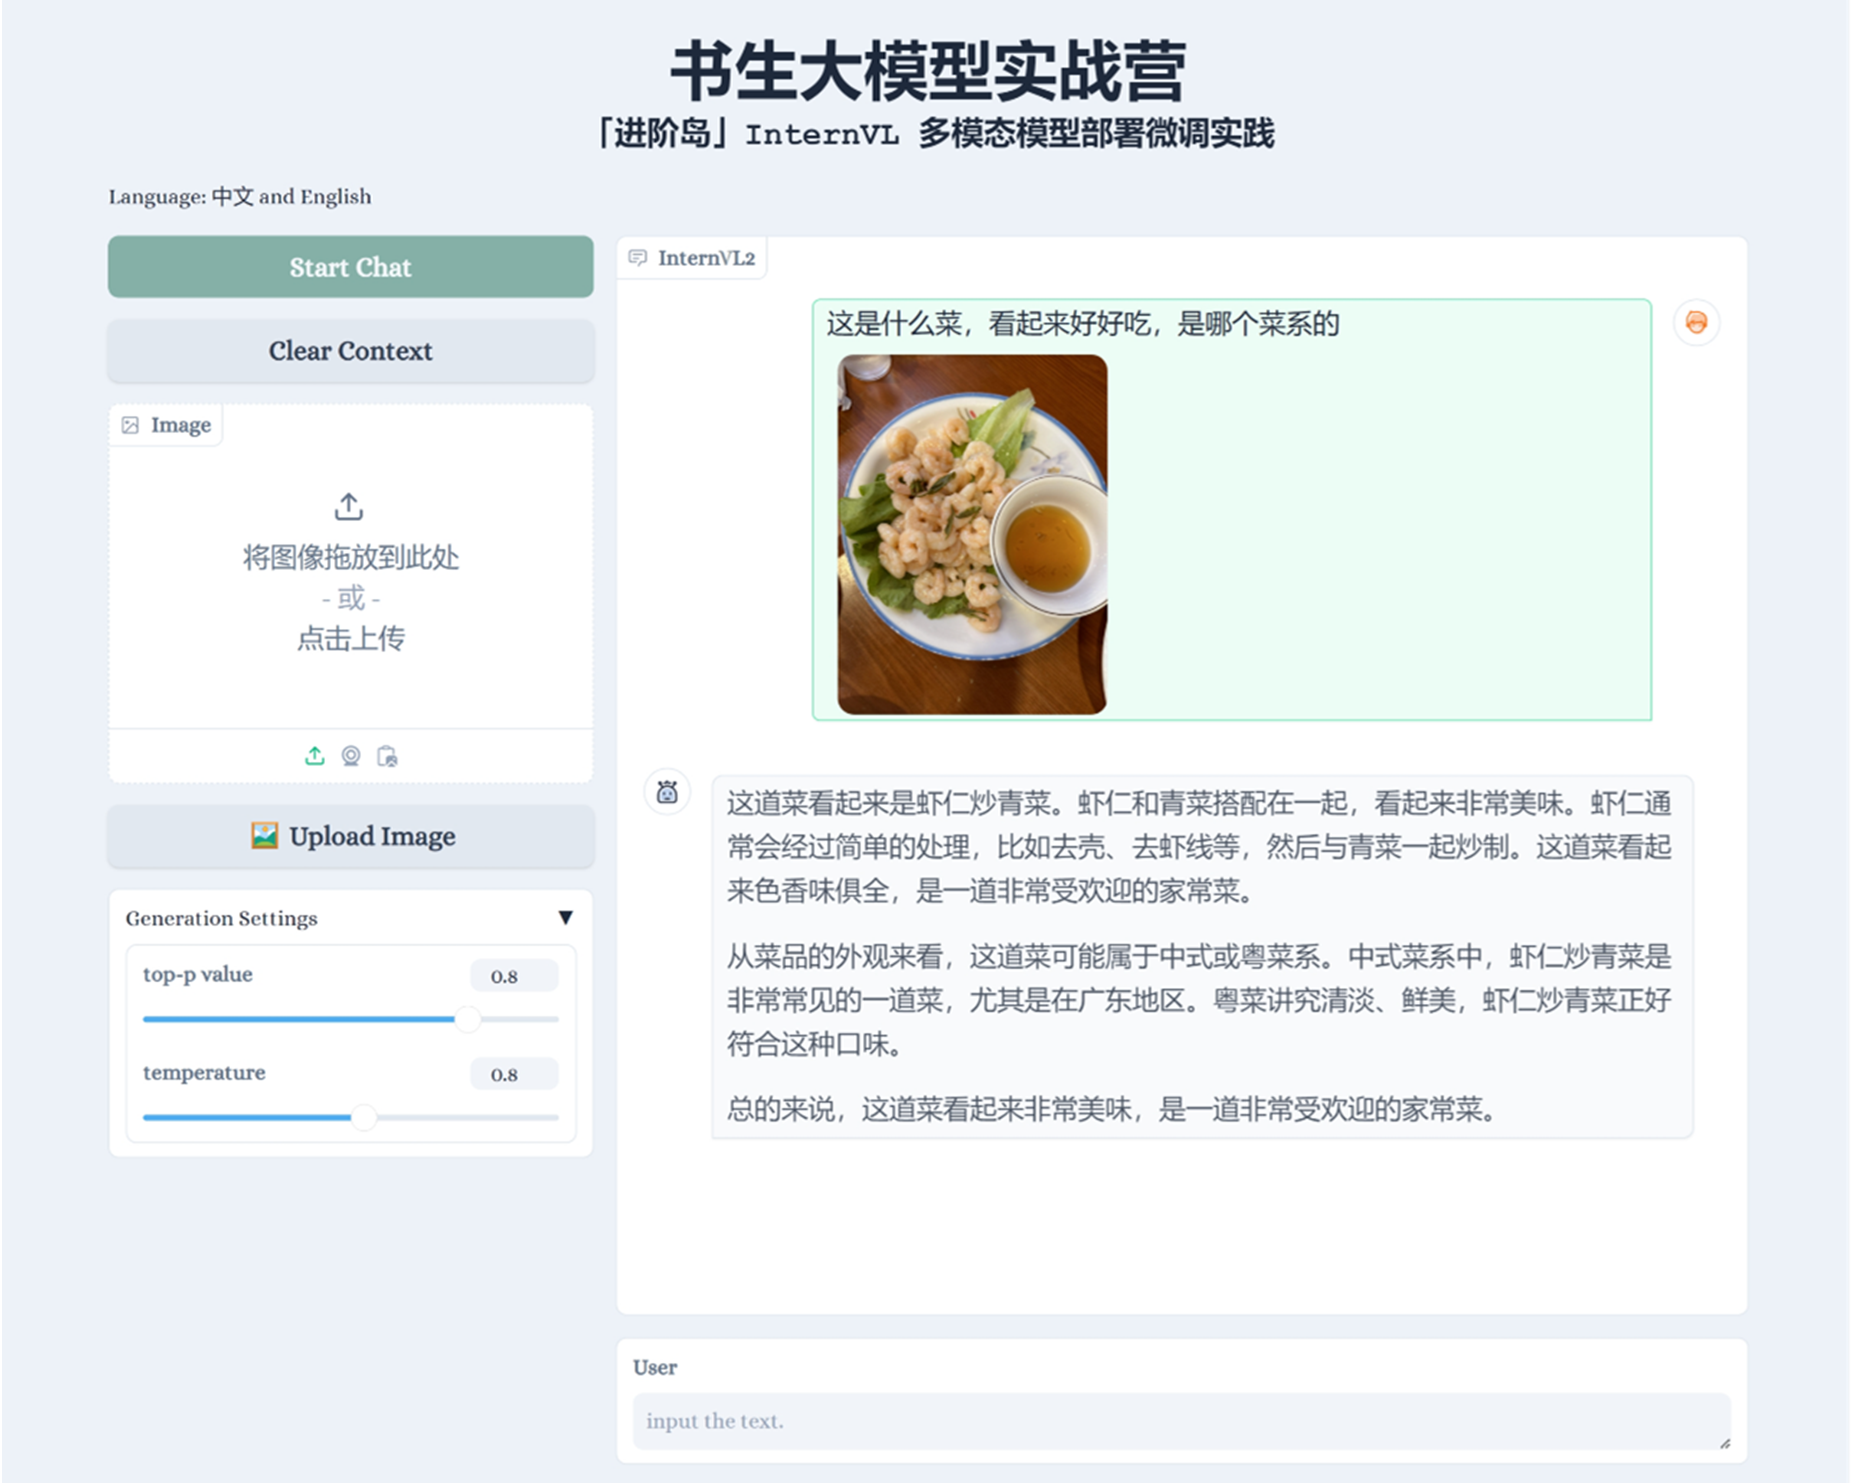 书生大模型实战营
「进阶岛」InternVL 多模态模型部署微调实践
Language: 中文 and English
Start Chat
Clear Context
Image
将图像拖放到此处
- 或 -
点击上传
Upload Image
Generation Settings
top-p value
0.8
temperature
0.8
InternVL2
这是什么菜，看起来好好吃，是哪个菜系的
这道菜看起来是虾仁炒青菜。虾仁和青菜搭配在一起，看起来非常美味。虾仁通
常会经过简单的处理，比如去壳、去虾线等，然后与青菜一起炒制。这道菜看起
来色香味俱全，是一道非常受欢迎的家常菜。
从菜品的外观来看，这道菜可能属于中式或粤菜系。中式菜系中，虾仁炒青菜是
非常常见的一道菜，尤其是在广东地区。粤菜讲究清淡、鲜美，虾仁炒青菜正好
符合这种口味。
总的来说，这道菜看起来非常美味，是一道非常受欢迎的家常菜。
User
input the text.